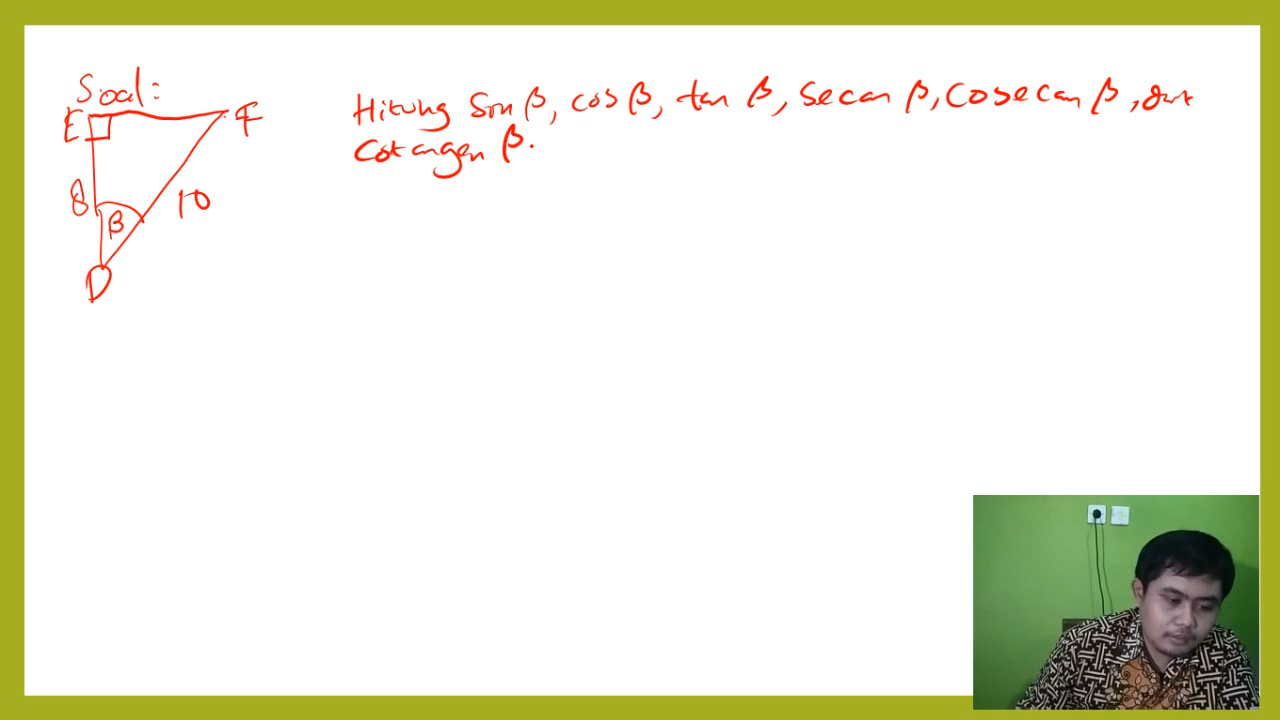 Soal:
E
F
8
10
β
D
Hitung Sin β, cos β, tan β, secan β, cosecan β, dan
Cotangen β.